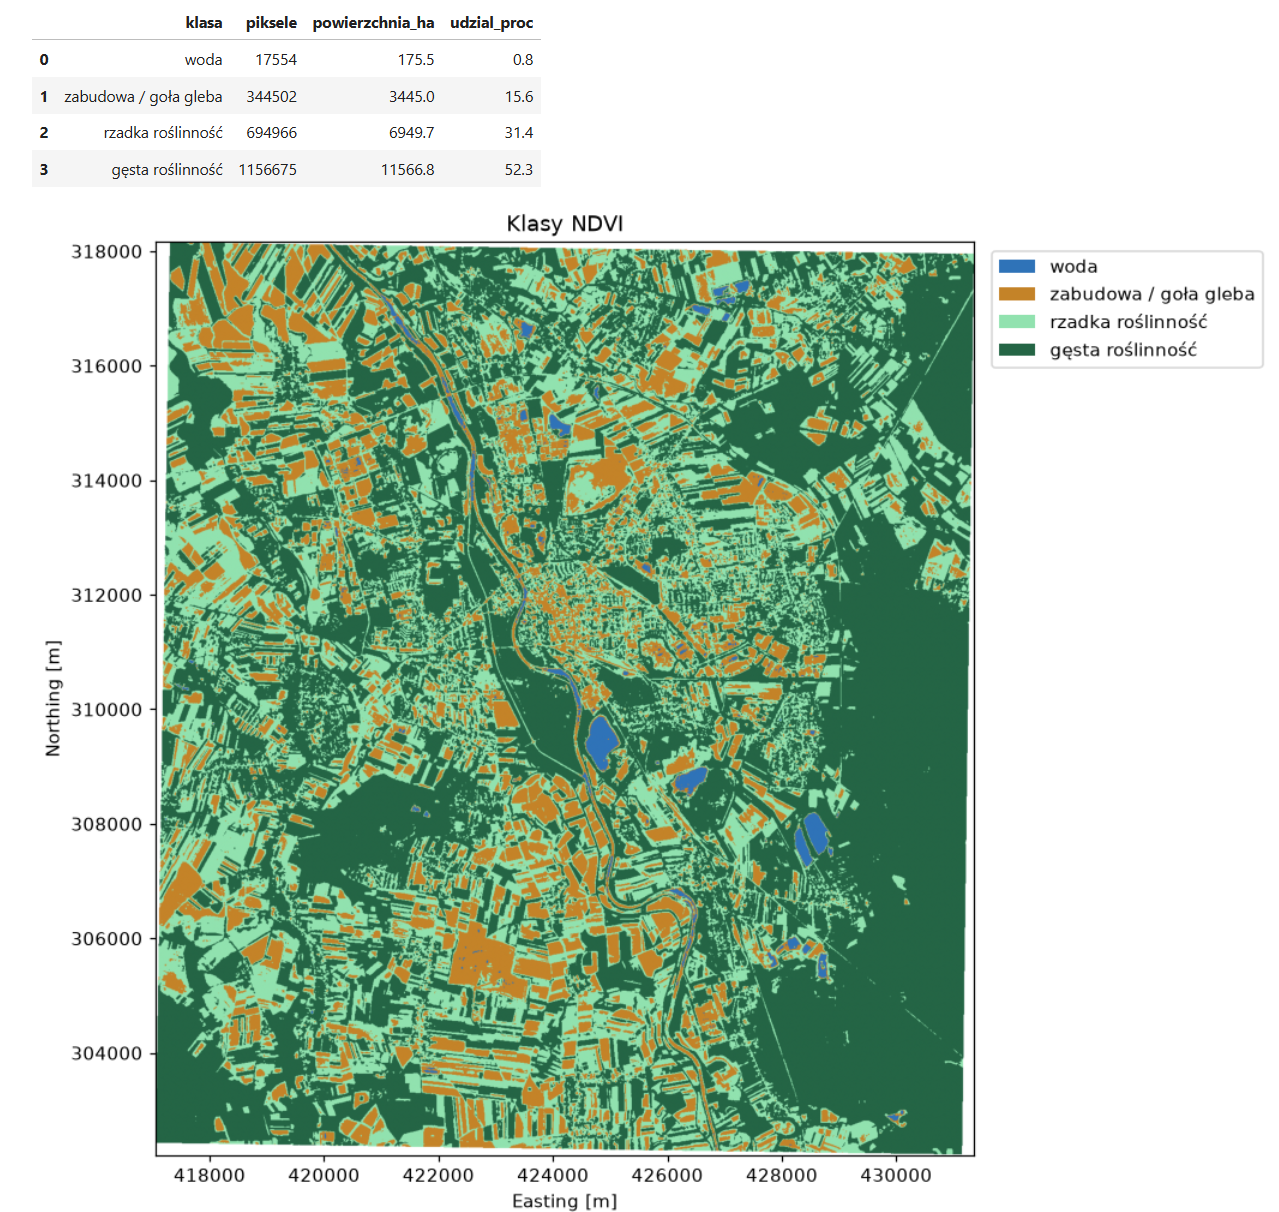 klasa piksele powierzchnia_ha udzial_proc
0 woda 17554 175.5 0.8
1 zabudowa / goła gleba 344502 3445.0 15.6
2 rzadka roślinność 694966 6949.7 31.4
3 gęsta roślinność 1156675 11566.8 52.3
Klasy NDVI
318000
316000
314000
312000
310000
308000
306000
304000
Northing [m]
418000 420000 422000 424000 426000 428000 430000
Easting [m]
woda
zabudowa / goła gleba
rzadka roślinność
gęsta roślinność